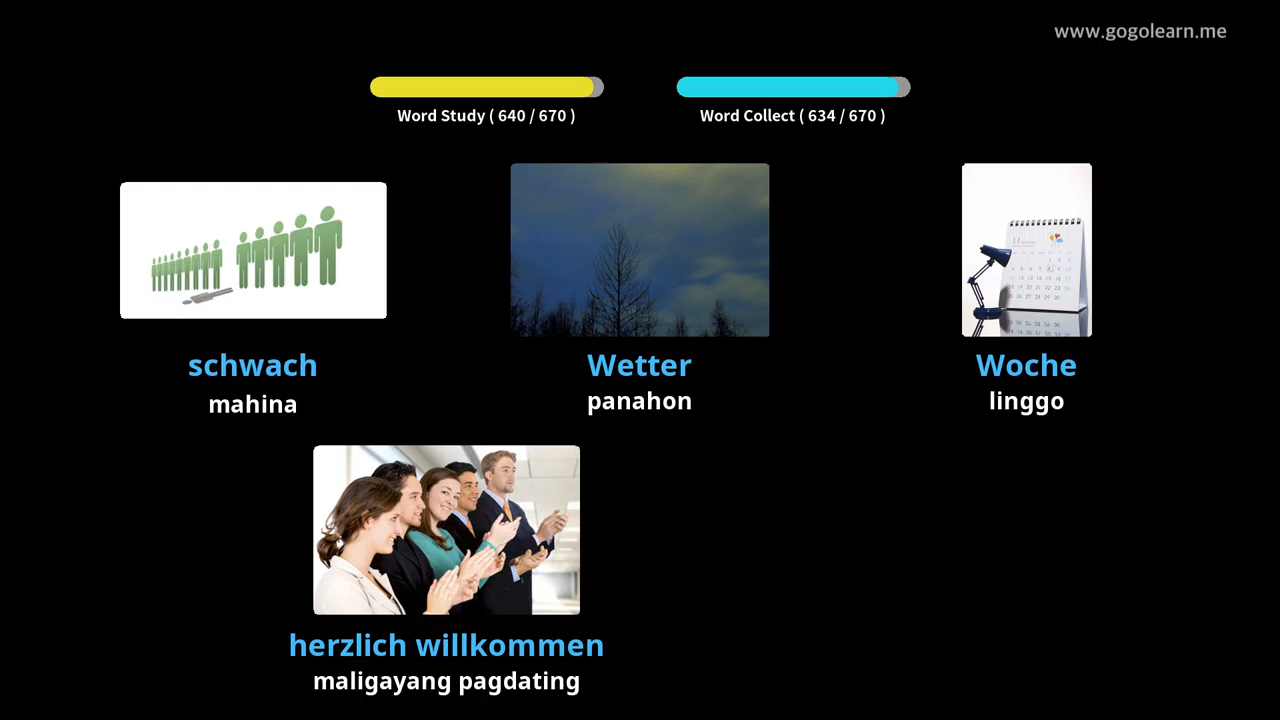 www.gogolearn.me
Word Study ( 640 / 670 )
Word Collect ( 634 / 670 )
schwach
mahina
Wetter
panahon
Woche
linggo
herzlich willkommen
maligayang pagdating